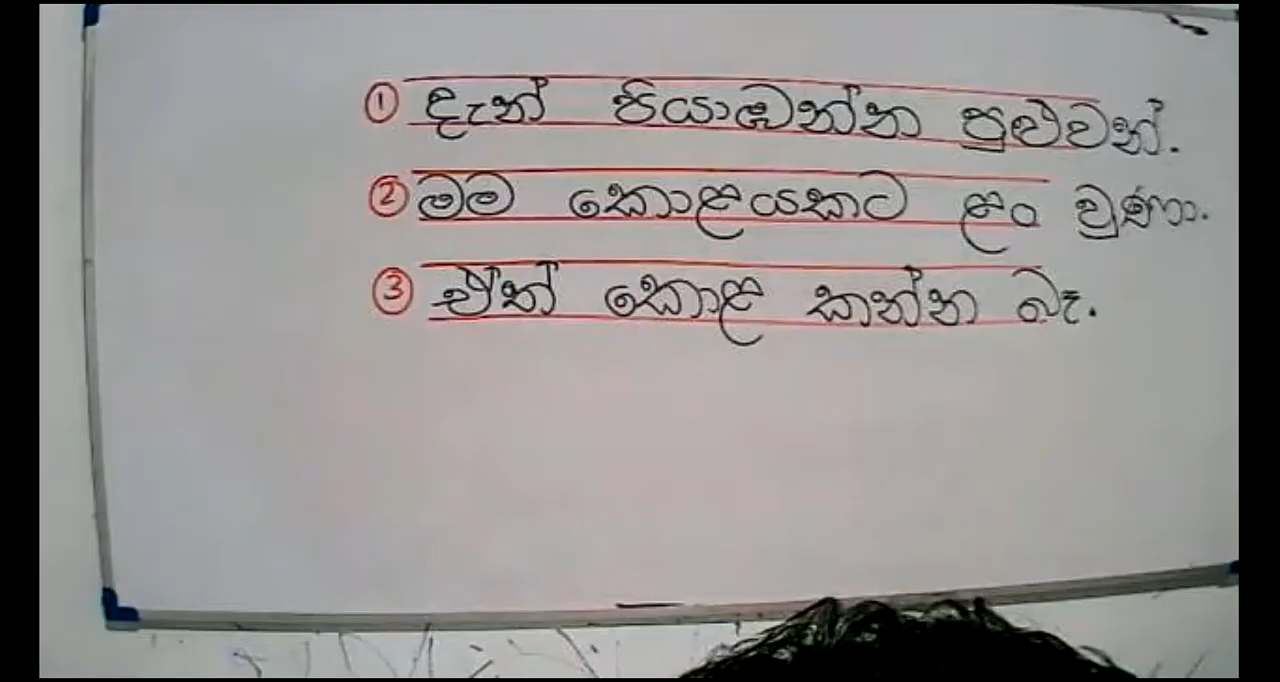 ① දැන් පියාඹන්න පුළුවන්.
② මම කොළයකට ළං වුණා.
③ ඒත් කොළ කන්න බෑ.